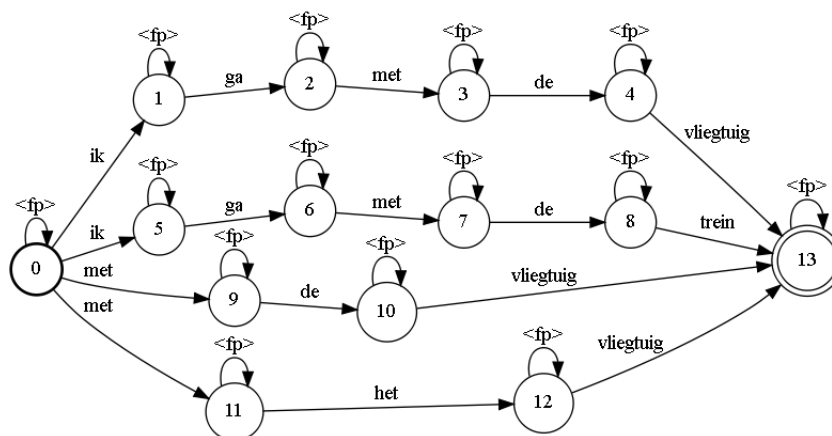 <fp> <fp> <fp> <fp>
1 ga 2 met 3 de 4
ik vliegtuig
<fp> <fp> <fp> <fp>
5 ga 6 met 7 de 8 trein
<fp> <fp>
0 ik 13
<fp> <fp>
met 9 de 10 vliegtuig
met
<fp> <fp>
11 het 12 vliegtuig